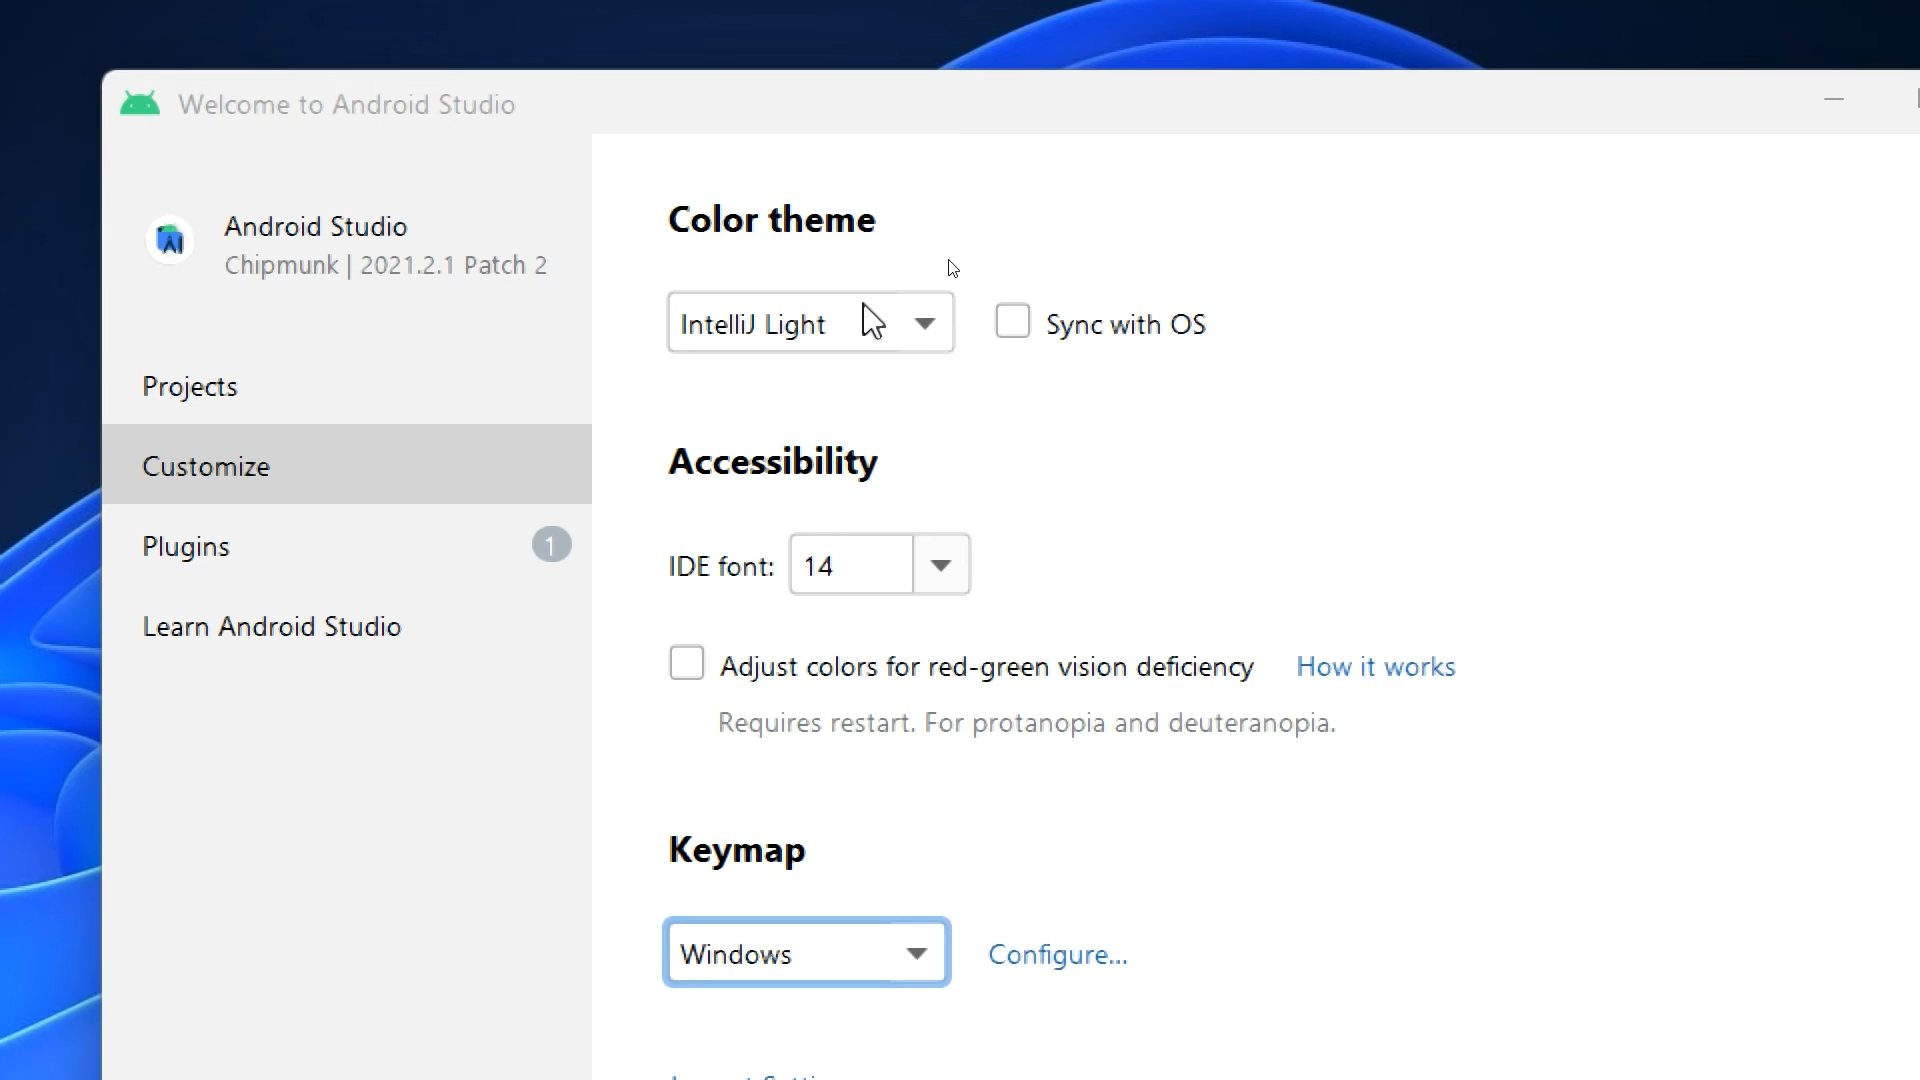 Welcome to Android Studio
Android Studio
Chipmunk | 2021.2.1 Patch 2
Projects
Customize
Plugins
1
Learn Android Studio
Color theme
IntelliJ Light
Sync with OS
Accessibility
IDE font: 14
Adjust colors for red-green vision deficiency How it works
Requires restart. For protanopia and deuteranopia.
Keymap
Windows
Configure...